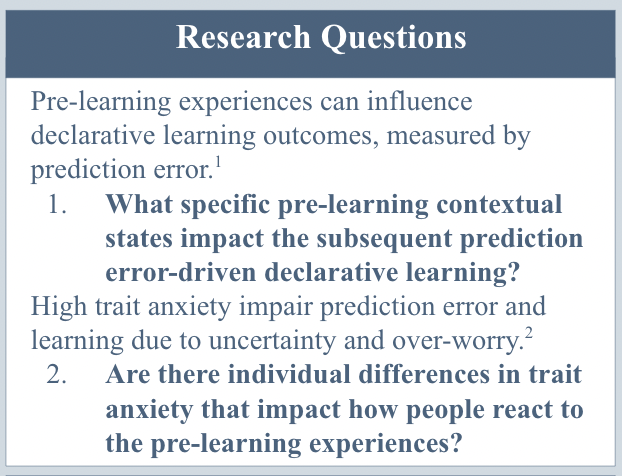 Research Questions
Pre-learning experiences can influence
declarative learning outcomes, measured by
prediction error.¹
1. What specific pre-learning contextual
states impact the subsequent prediction
error-driven declarative learning?
High trait anxiety impair prediction error and
learning due to uncertainty and over-worry.²
2. Are there individual differences in trait
anxiety that impact how people react to
the pre-learning experiences?